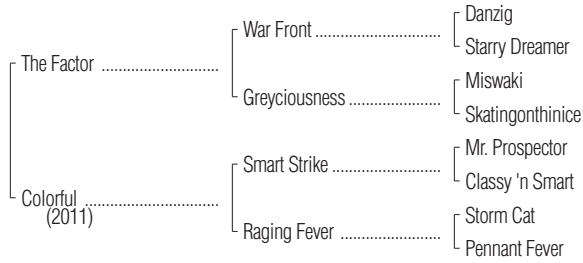 Danzig
War Front
Starry Dreamer
The Factor
Miswaki
Greyciousness
Skatingonthinice
Mr. Prospector
Smart Strike
Classy 'n Smart
Colorful
(2011)
Storm Cat
Raging Fever
Pennant Fever